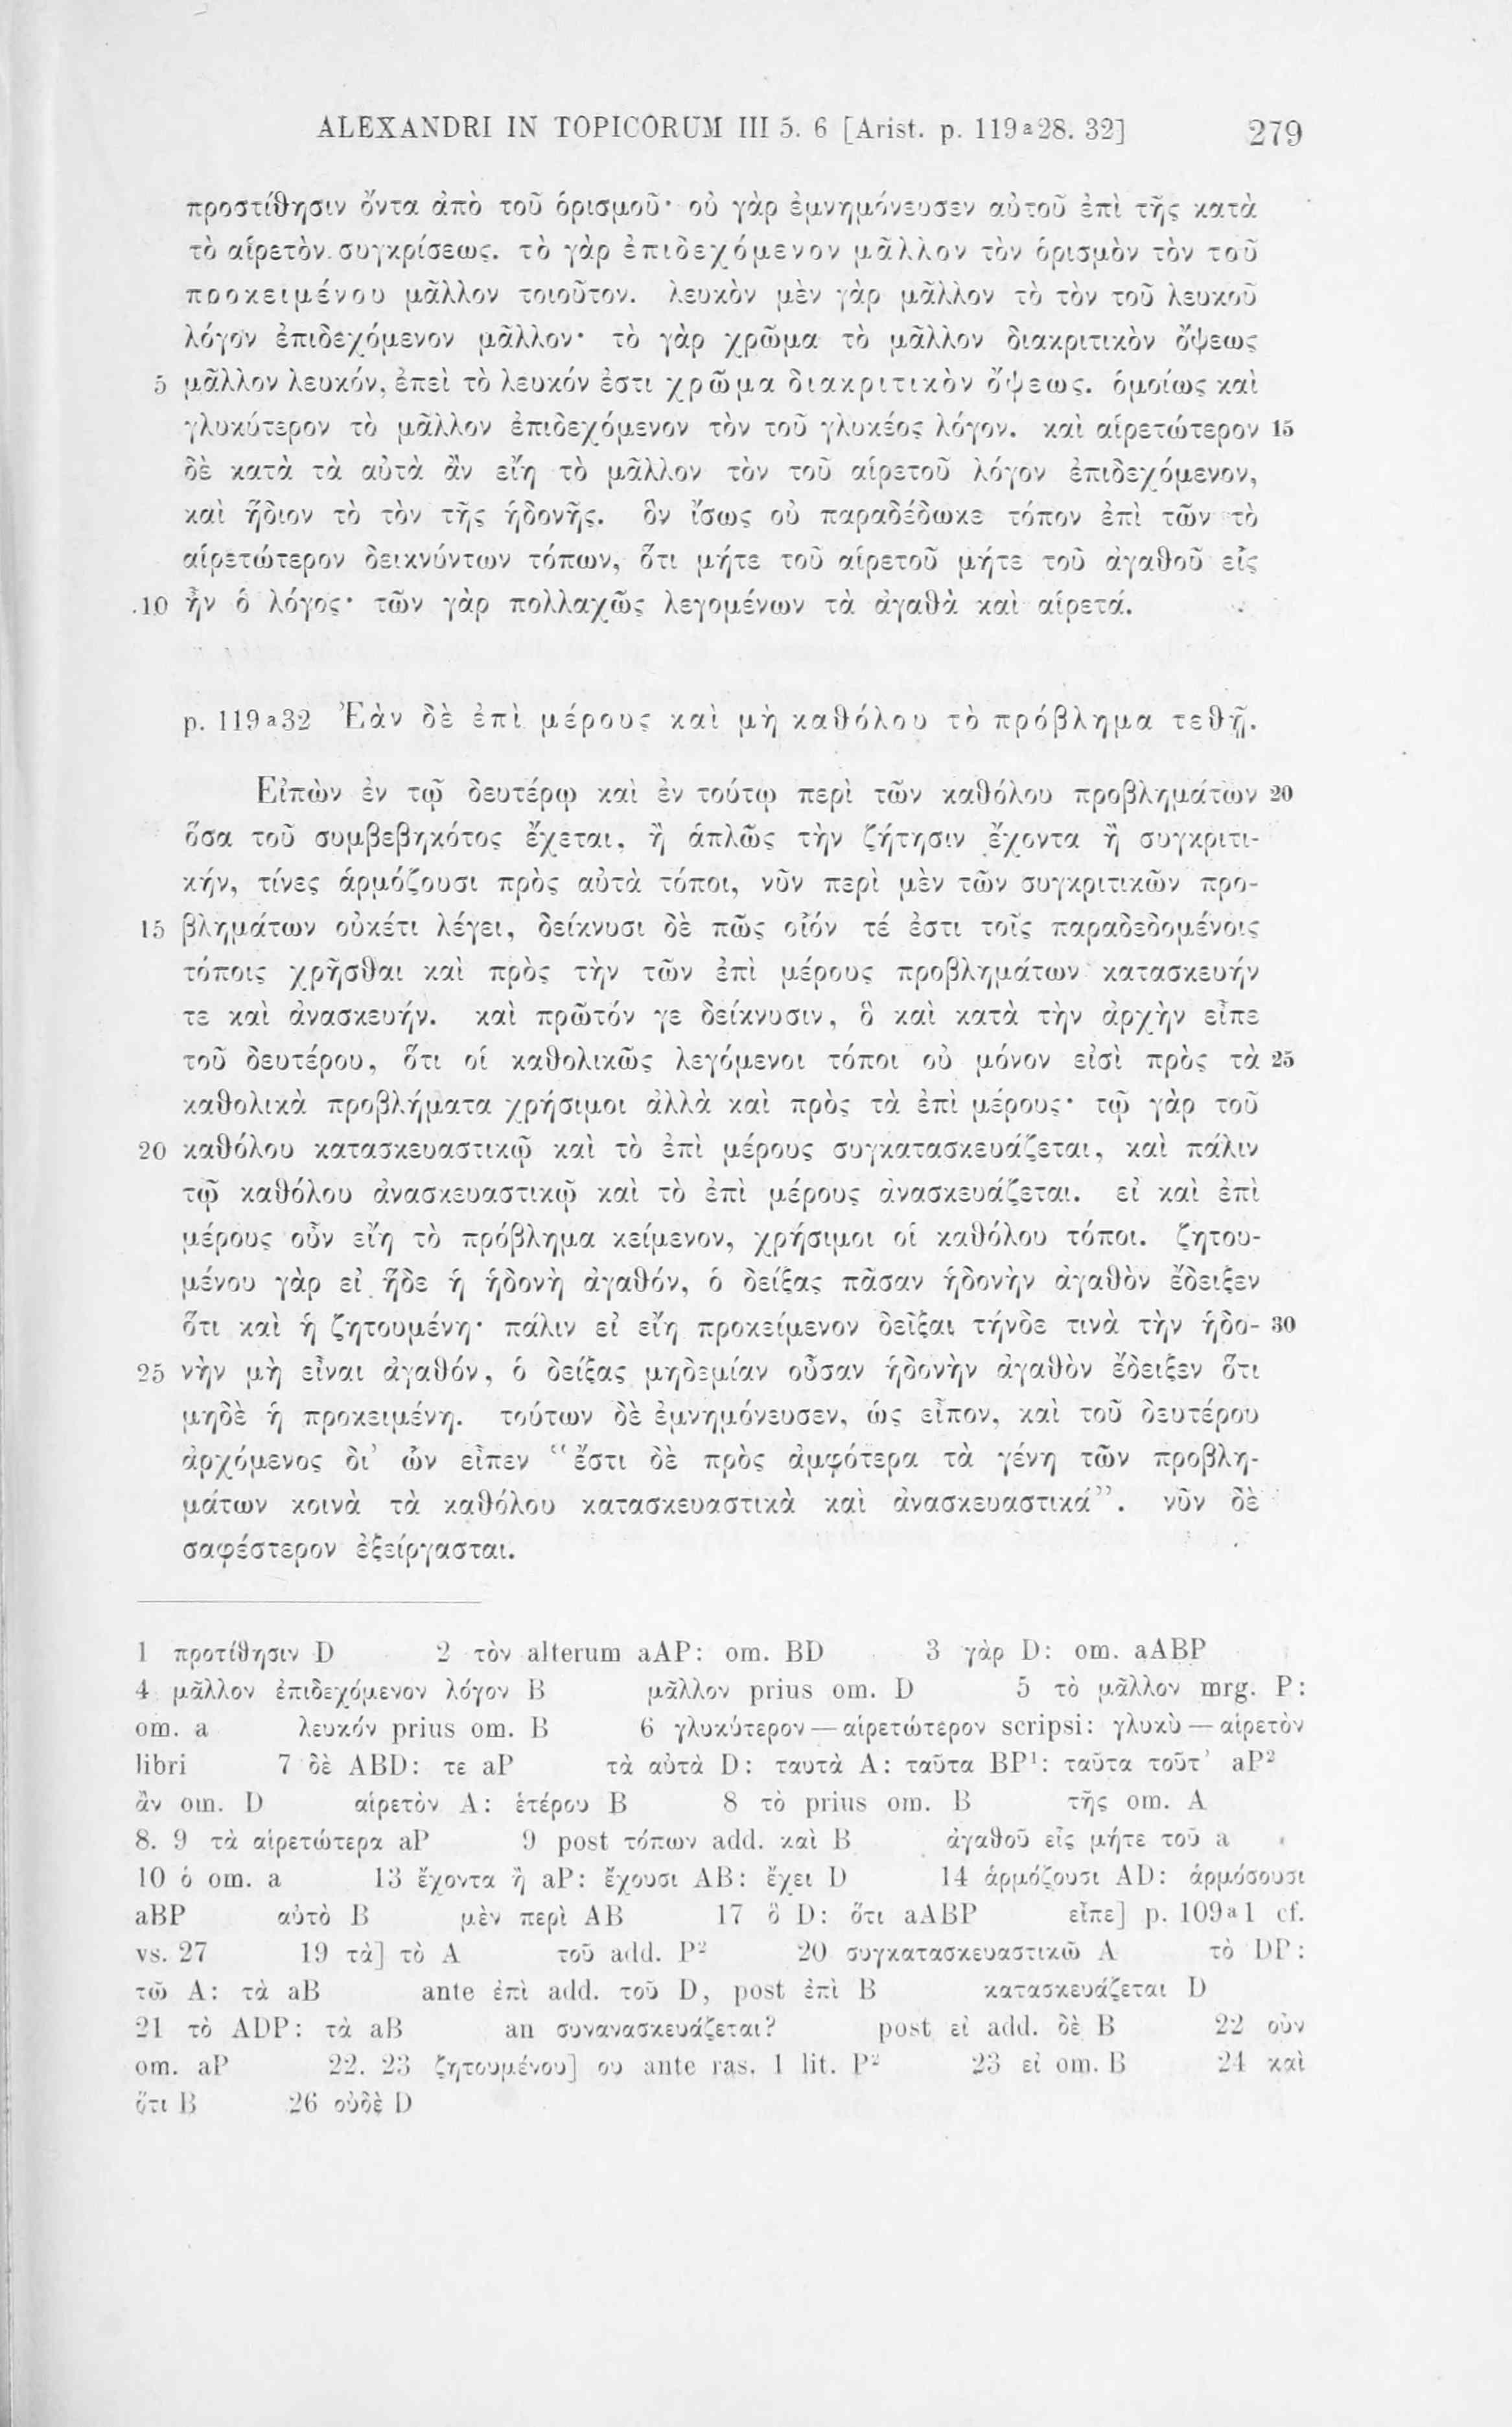 ALEXANDRI IN TOPICORUM III 5. 6 [Arist. p. 119ª28. 32] 279
προστίθησιν ὄντα ἀπὸ τοῦ ὁρισμοῦ· οὐ γὰρ ἐμνημόνευσεν αὐτοῦ ἐπὶ τῆς κατὰ
τὸ αἱρετὸν συγκρίσεως. τὸ γὰρ ἐπιδεχόμενον μᾶλλον τὸν ὁρισμὸν τὸν τοῦ
προκειμένου μᾶλλον τοιοῦτον. λευκὸν μὲν γὰρ μᾶλλον τὸ τὸν τοῦ λευκοῦ
λόγον ἐπιδεχόμενον μᾶλλον· τὸ γὰρ χρῶμα τὸ μᾶλλον διακριτικὸν ὄψεως
5 μᾶλλον λευκόν, ἐπεὶ τὸ λευκόν ἐστι χρῶμα διακριτικὸν ὄψεως. ὁμοίως καὶ
γλυκύτερον τὸ μᾶλλον ἐπιδεχόμενον τὸν τοῦ γλυκέος λόγον. καὶ αἱρετώτερον 15
δὲ κατὰ τὰ αὐτὰ ἂν εἴη τὸ μᾶλλον τὸν τοῦ αἱρετοῦ λόγον ἐπιδεχόμενον,
καὶ ἥδιον τὸ τὸν τῆς ἡδονῆς. ὃν ἴσως οὐ παραδέδωκε τόπον ἐπὶ τῶν τὸ
αἱρετώτερον δεικνύντων τόπων, ὅτι μήτε τοῦ αἱρετοῦ μήτε τοῦ ἀγαθοῦ εἷς
10 ἦν ὁ λόγος· τῶν γὰρ πολλαχῶς λεγομένων τὰ ἀγαθὰ καὶ αἱρετά.
p. 119ª32 Ἐὰν δὲ ἐπὶ μέρους καὶ μὴ καθόλου τὸ πρόβλημα τεθῇ.
Εἰπὼν ἐν τῷ δευτέρῳ καὶ ἐν τούτῳ περὶ τῶν καθόλου προβλημάτων 20
ὅσα τοῦ συμβεβηκότος ἔχεται, ἢ ἁπλῶς τὴν ζήτησιν ἔχοντα ἢ συγκριτι-
κήν, τίνες ἁρμόζουσι πρὸς αὐτὰ τόποι, νῦν περὶ μὲν τῶν συγκριτικῶν προ-
15 βλημάτων οὐκέτι λέγει, δείκνυσι δὲ πῶς οἷόν τέ ἐστι τοῖς παραδεδομένοις
τόποις χρῆσθαι καὶ πρὸς τὴν τῶν ἐπὶ μέρους προβλημάτων κατασκευήν
τε καὶ ἀνασκευήν. καὶ πρῶτόν γε δείκνυσιν, ὃ καὶ κατὰ τὴν ἀρχὴν εἶπε
τοῦ δευτέρου, ὅτι οἱ καθολικῶς λεγόμενοι τόποι οὐ μόνον εἰσὶ πρὸς τὰ 25
καθολικὰ προβλήματα χρήσιμοι ἀλλὰ καὶ πρὸς τὰ ἐπὶ μέρους· τῷ γὰρ τοῦ
20 καθόλου κατασκευαστικῷ καὶ τὸ ἐπὶ μέρους συγκατασκευάζεται, καὶ πάλιν
τῷ καθόλου ἀνασκευαστικῷ καὶ τὸ ἐπὶ μέρους ἀνασκευάζεται. εἰ καὶ ἐπὶ
μέρους οὖν εἴη τὸ πρόβλημα κείμενον, χρήσιμοι οἱ καθόλου τόποι. ζητου-
μένου γὰρ εἰ ἥδε ἡ ἡδονὴ ἀγαθόν, ὁ δείξας πᾶσαν ἡδονὴν ἀγαθὸν ἔδειξεν
ὅτι καὶ ἡ ζητουμένη· πάλιν εἰ εἴη προκείμενον δεῖξαι τήνδε τινὰ τὴν ἡδο- 30
25 νὴν μὴ εἶναι ἀγαθόν, ὁ δείξας μηδεμίαν οὖσαν ἡδονὴν ἀγαθὸν ἔδειξεν ὅτι
μηδὲ ἡ προκειμένη. τούτων δὲ ἐμνημόνευσεν, ὡς εἶπον, καὶ τοῦ δευτέρου
ἀρχόμενος δι’ ὧν εἶπεν “ἔστι δὲ πρὸς ἀμφότερα τὰ γένη τῶν προβλη-
μάτων κοινὰ τὰ καθόλου κατασκευαστικὰ καὶ ἀνασκευαστικά”. νῦν δὲ
σαφέστερον ἐξείργασται.
1 προτίθησιν D 2 τὸν alterum aAP: om. BD 3 γὰρ D: om. aABP
4 μᾶλλον ἐπιδεχόμενον λόγον B μᾶλλον prius om. D 5 τὸ μᾶλλον mrg. P:
om. a λευκόν prius om. B 6 γλυκύτερον — αἱρετώτερον scripsi: γλυκὺ — αἱρετὸν
libri 7 δὲ ABD: τε aP τὰ αὐτὰ D: ταυτὰ A: ταῦτα BP¹: ταῦτα τοῦτ’ aP²
ἂν om. D αἱρετὸν A: ἑτέρου B 8 τὸ prius om. B τῆς om. A
8. 9 τὰ αἱρετώτερα aP 9 post τόπων add. καὶ B ἀγαθοῦ εἷς μήτε τοῦ a
10 ὁ om. a 13 ἔχοντα ἢ aP: ἔχουσι AB: ἔχει D 14 ἁρμόζουσι AD: ἁρμόσουσι
aBP αὐτὸ B μὲν περὶ AB 17 ὃ D: ὅτι aABP εἶπε] p. 109ª1 cf.
vs. 27 19 τὰ] τὸ A τοῦ add. P² 20 συγκατασκευαστικῶ A τὸ DP:
τῶ A: τὰ aB ante ἐπὶ add. τοῦ D, post ἐπὶ B κατασκευάζεται D
21 τὸ ADP: τὰ aB an συνανασκευάζεται? post εἰ add. δὲ B 22 οὖν
om. aP 22. 23 ζητουμένου] ου ante ras. 1 lit. P² 23 εἰ om. B 24 καὶ
ὅτι B 26 οὐδὲ D